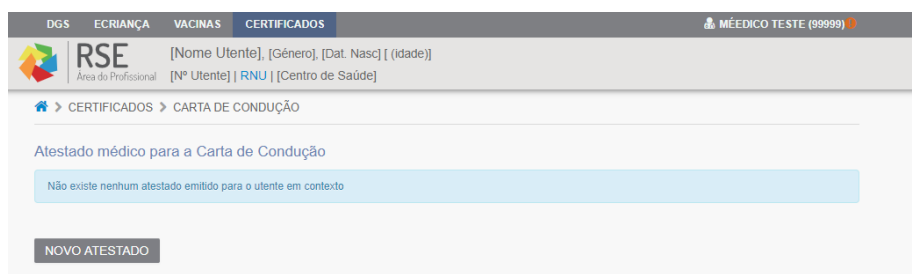 DGS ECRIANÇA VACINAS CERTIFICADOS MÉEDICO TESTE (99999)
RSE
Área do Profissional
[Nome Utente], [Género], [Dat. Nasc] [ (idade)]
[Nº Utente] | RNU | [Centro de Saúde]
CERTIFICADOS CARTA DE CONDUÇÃO
Atestado médico para a Carta de Condução
Não existe nenhum atestado emitido para o utente em contexto
NOVO ATESTADO